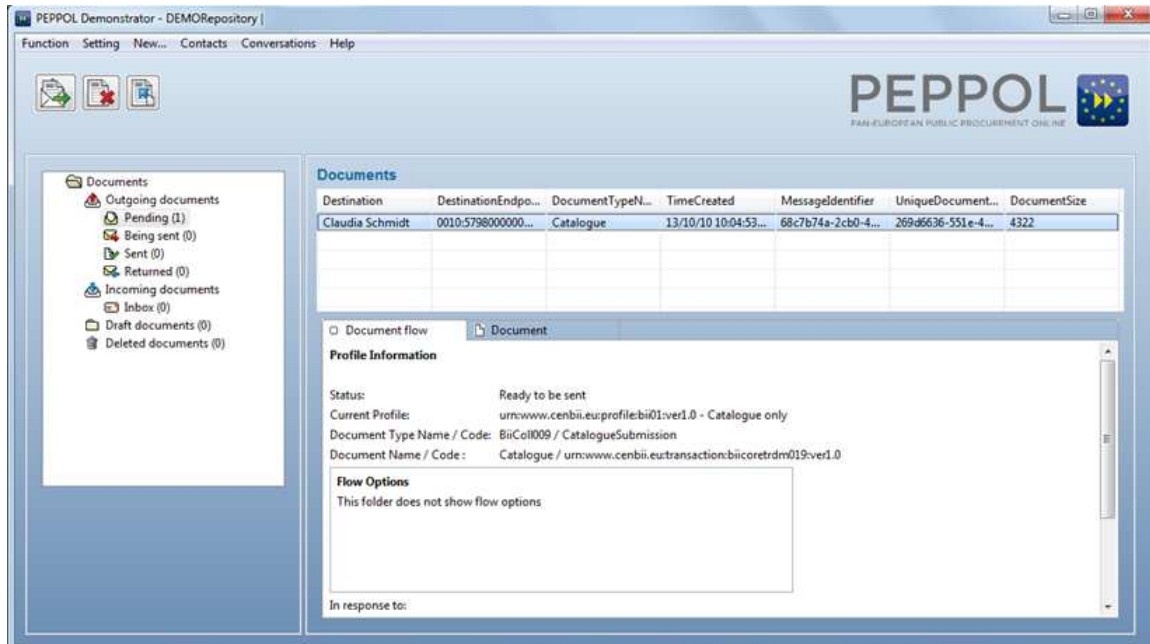 PEPPOL Demonstrator - DEMORepository |
Function Setting New... Contacts Conversations Help
PEPPOL
PAN-EUROPEAN PUBLIC PROCUREMENT ONLINE
Documents
Outgoing documents
Pending (1)
Being sent (0)
Sent (0)
Returned (0)
Incoming documents
Inbox (0)
Draft documents (0)
Deleted documents (0)
Documents
Destination DestinationEndpo... DocumentTypeN... TimeCreated MessageIdentifier UniqueDocument... DocumentSize
Claudia Schmidt 0010:5798000000... Catalogue 13/10/10 10:04:53... 68c7b74a-2cb0-4... 269d6636-551e-4... 4322
Document flow Document
Profile Information
Status: Ready to be sent
Current Profile: urn:www.cenbii.eu:profile:bii01:ver1.0 - Catalogue only
Document Type Name / Code: BiiColl009 / CatalogueSubmission
Document Name / Code : Catalogue / urn:www.cenbii.eu:transaction:biicoretrdm019:ver1.0
Flow Options
This folder does not show flow options
In response to: